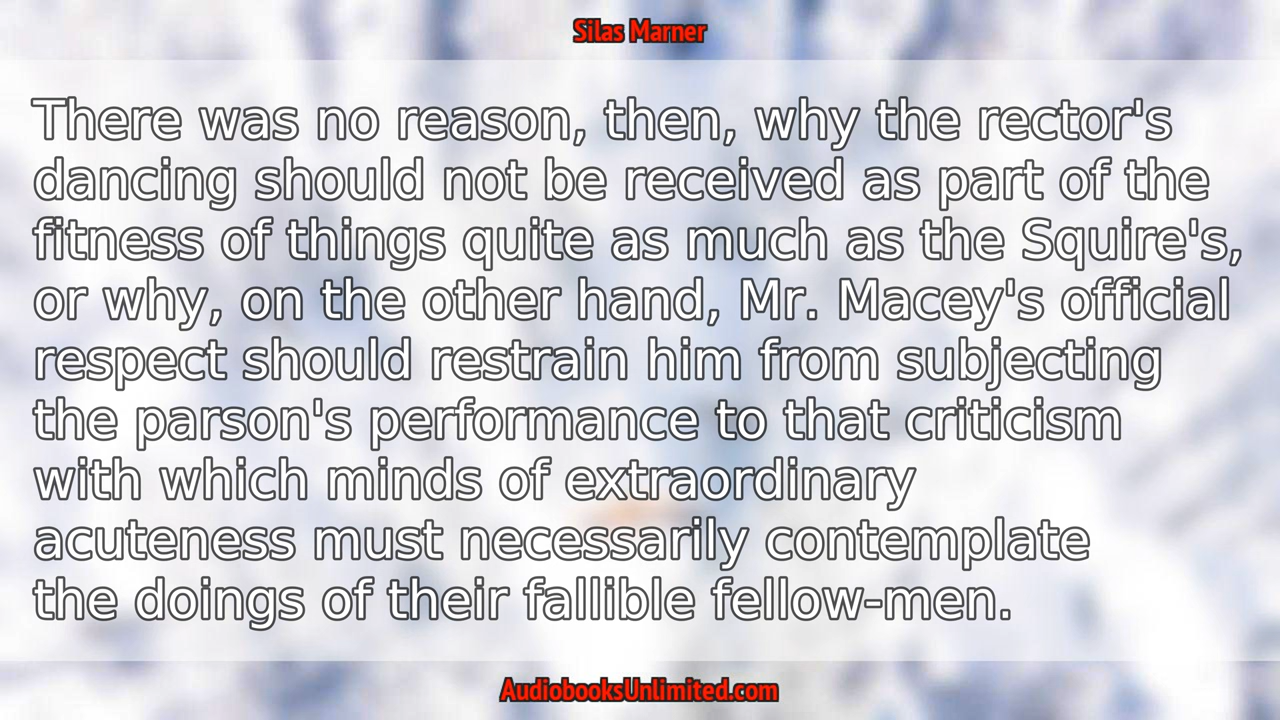 Silas Marner
There was no reason, then, why the rector's
dancing should not be received as part of the
fitness of things quite as much as the Squire's,
or why, on the other hand, Mr. Macey's official
respect should restrain him from subjecting
the parson's performance to that criticism
with which minds of extraordinary
acuteness must necessarily contemplate
the doings of their fallible fellow-men.
AudiobooksUnlimited.com